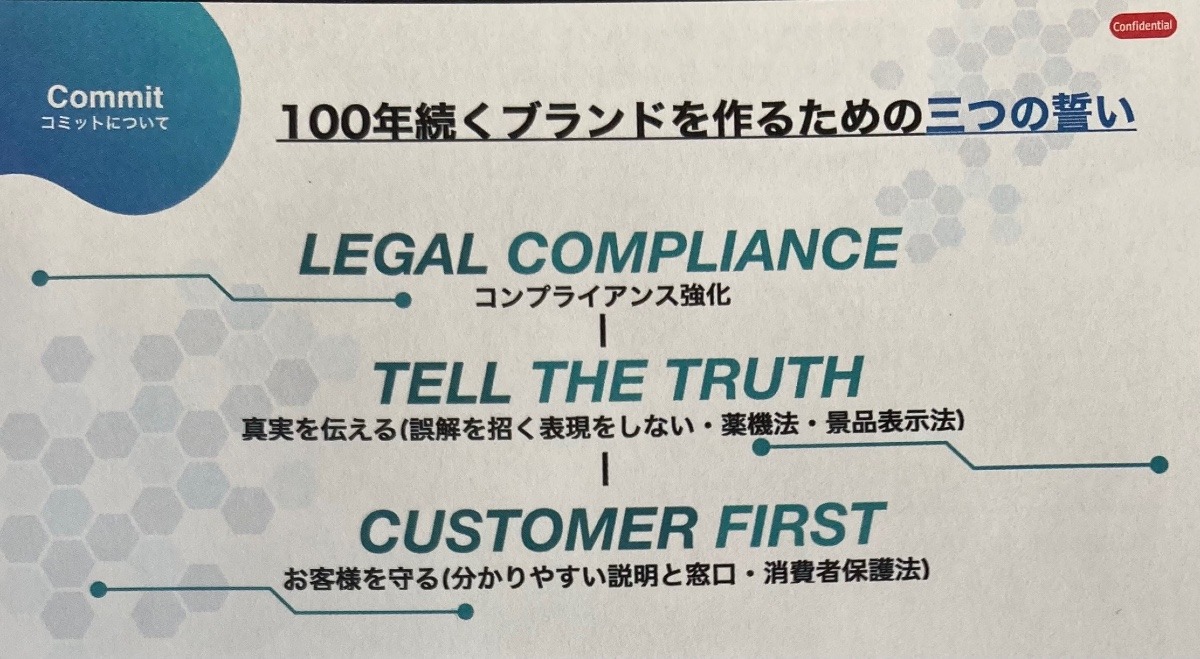 Confidential
Commit
コミットについて
100年続くブランドを作るための三つの誓い
LEGAL COMPLIANCE
コンプライアンス強化
TELL THE TRUTH
真実を伝える(誤解を招く表現をしない・薬機法・景品表示法)
CUSTOMER FIRST
お客様を守る(分かりやすい説明と窓口・消費者保護法)